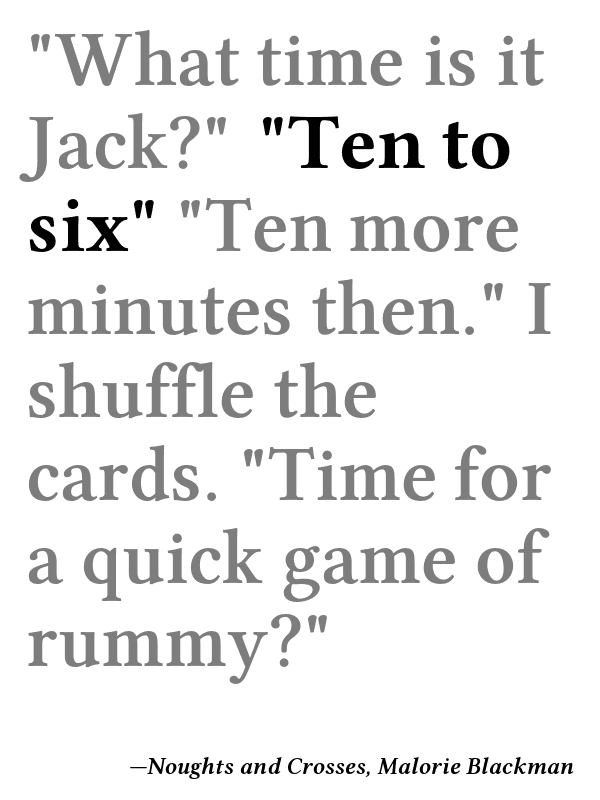 "What time is it
Jack?" "Ten to
six" "Ten more
minutes then." I
shuffle the
cards. "Time for
a quick game of
rummy?"
—Noughts and Crosses, Malorie Blackman